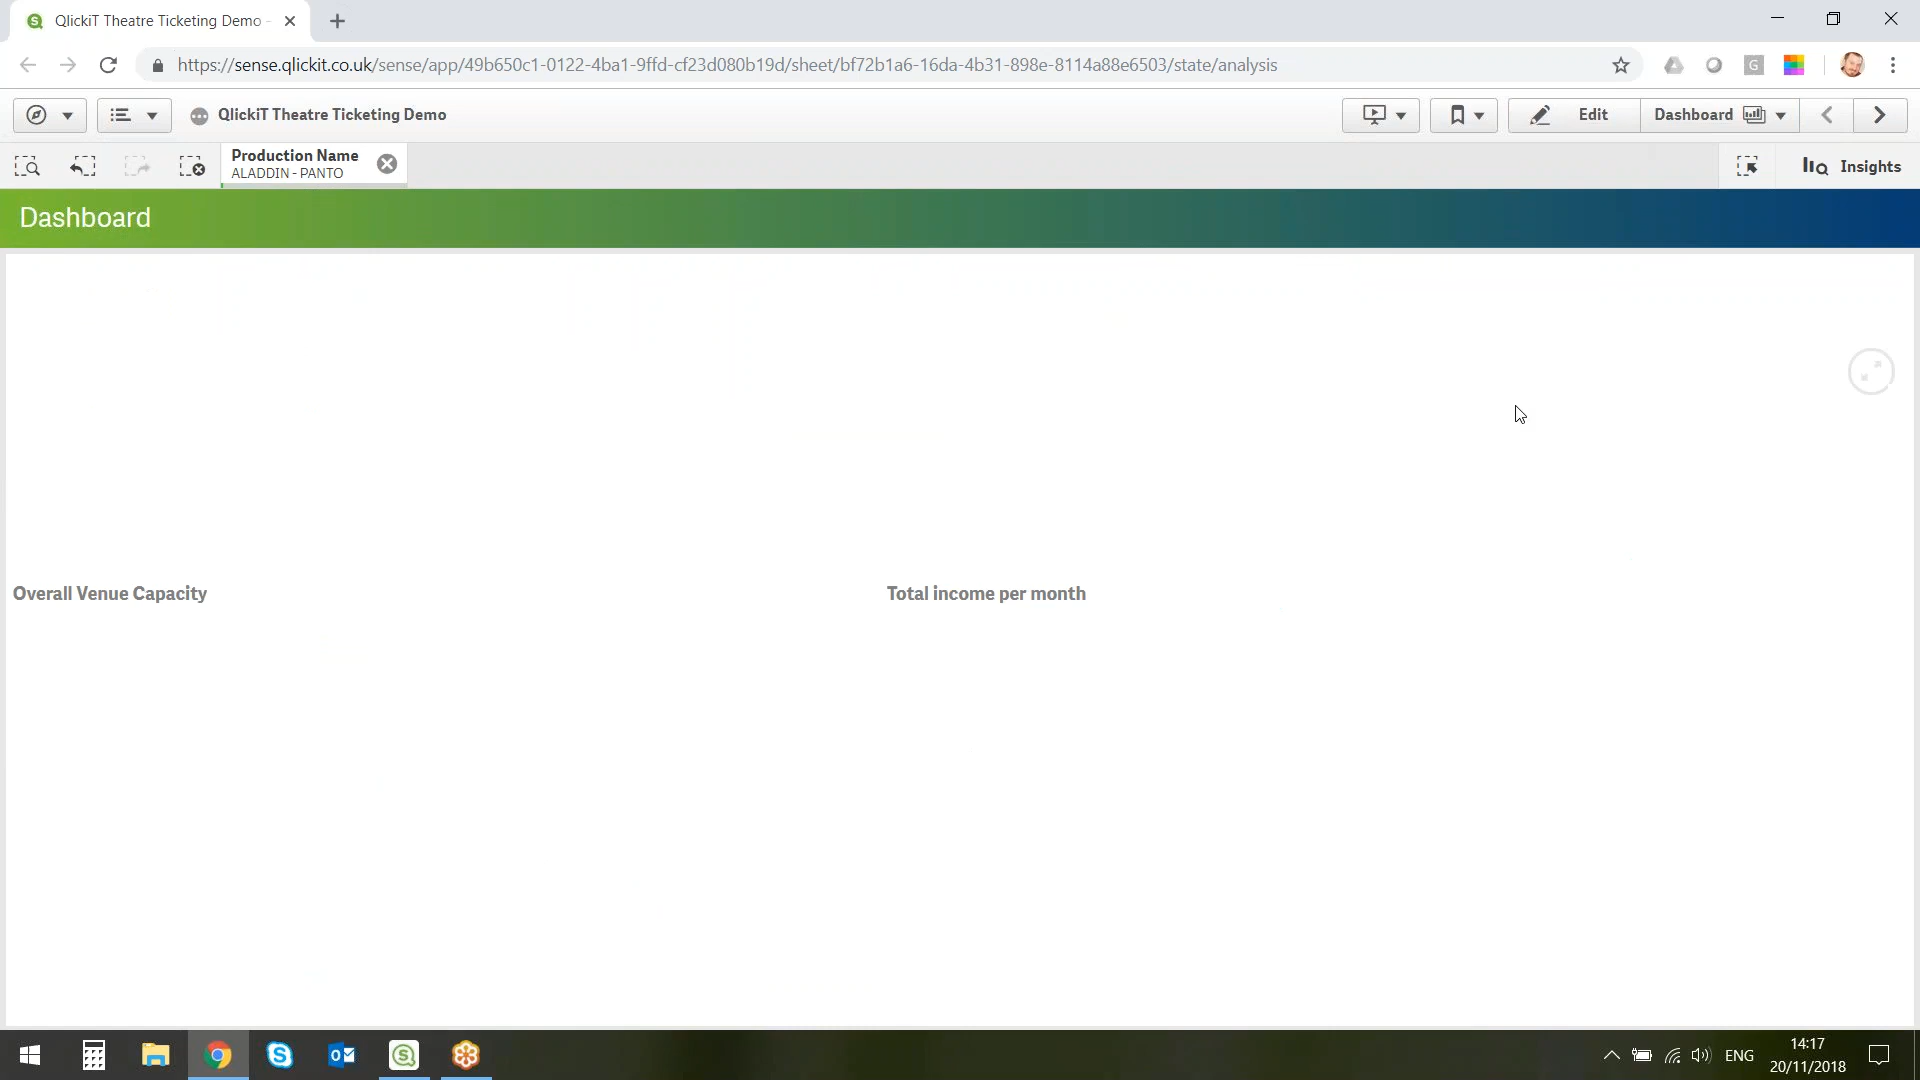 QlickiT Theatre Ticketing Demo -
https://sense.qlickit.co.uk/sense/app/49b650c1-0122-4ba1-9ffd-cf23d080b19d/sheet/bf72b1a6-16da-4b31-898e-8114a88e6503/state/analysis
QlickiT Theatre Ticketing Demo
Edit
Dashboard
Production Name
ALADDIN - PANTO
Insights
Dashboard
Overall Venue Capacity
Total income per month
ENG
14:17
20/11/2018